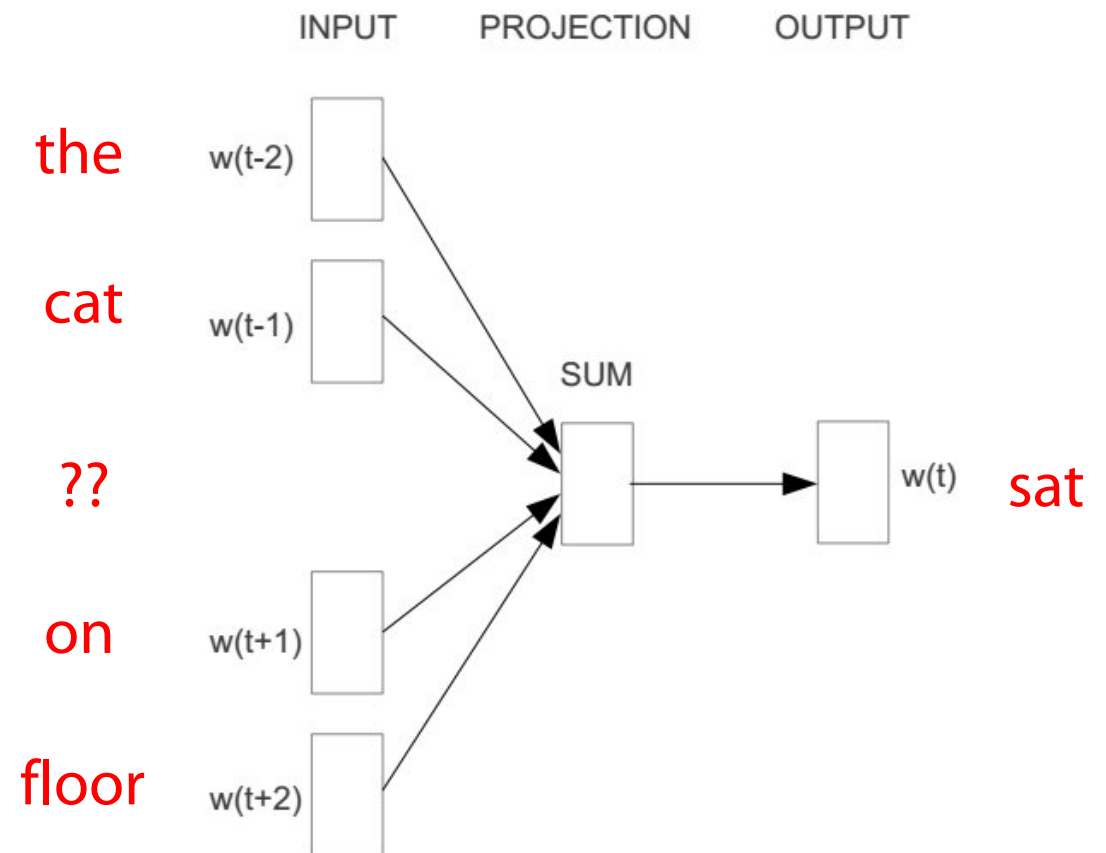 INPUT PROJECTION OUTPUT
the w(t-2)
cat w(t-1)
SUM
?? w(t) sat
on w(t+1)
floor w(t+2)